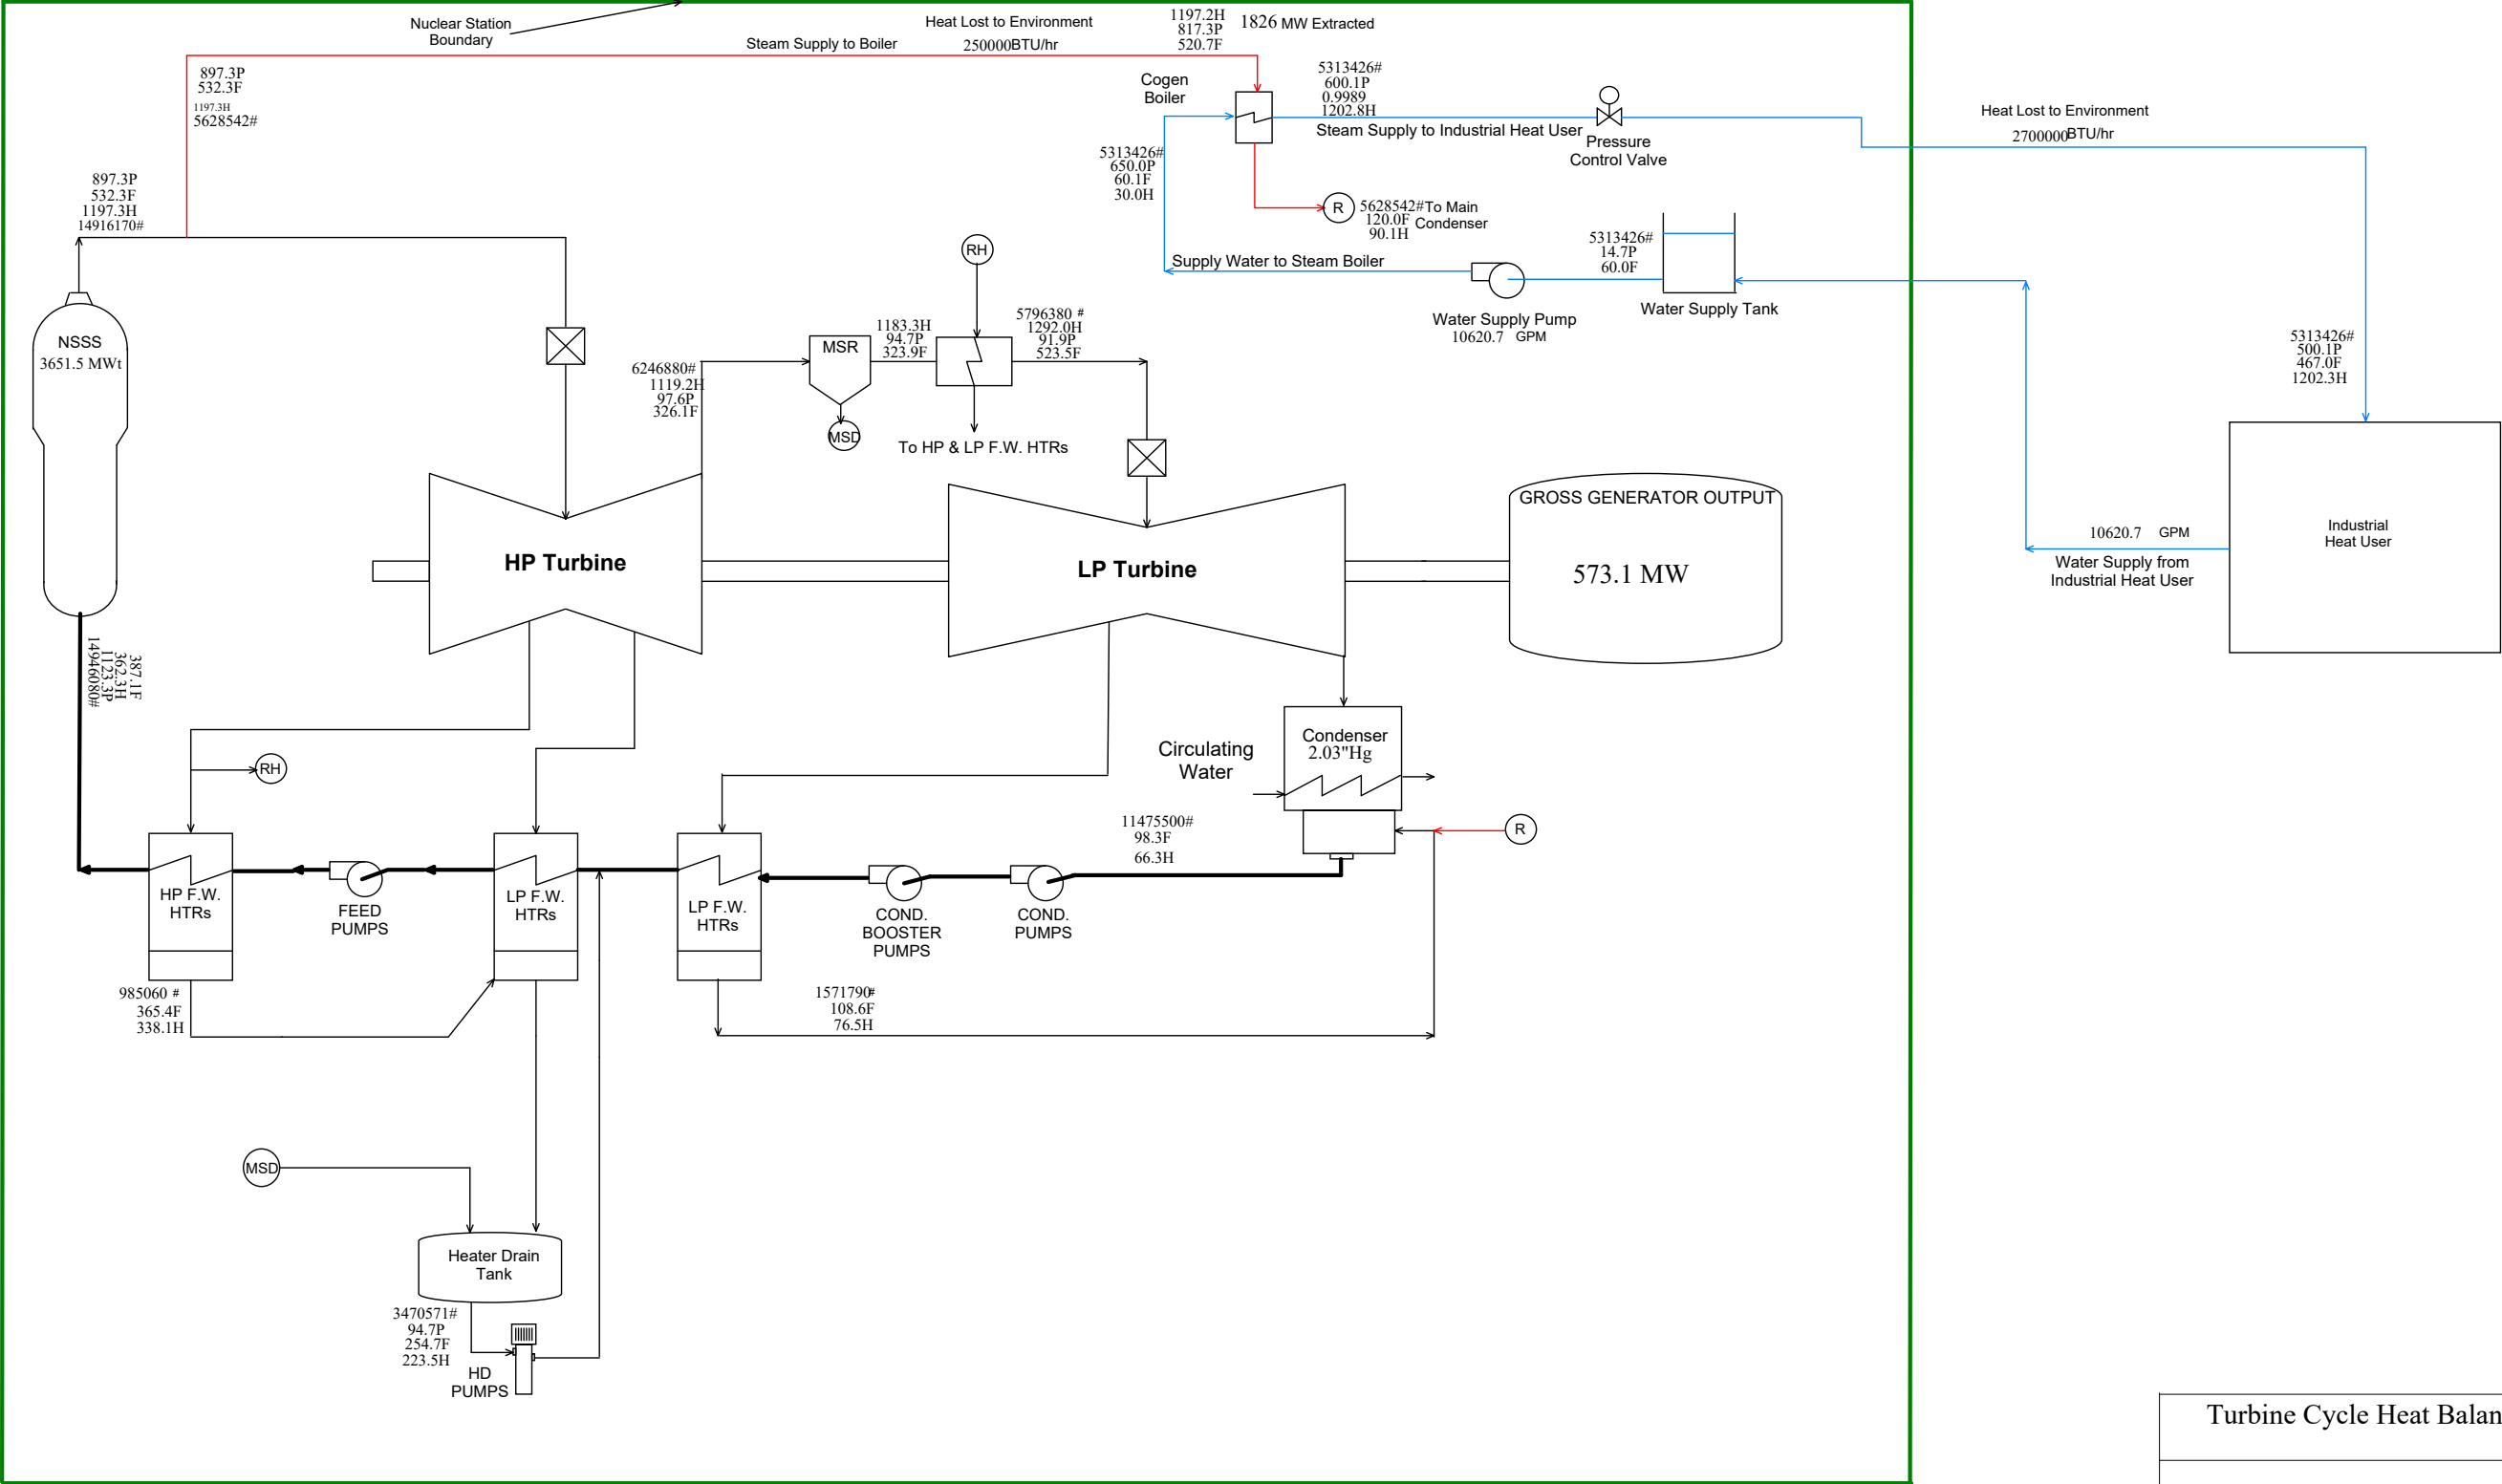 Nuclear Station
Boundary
Steam Supply to Boiler
Heat Lost to Environment
250000BTU/hr
1197.2H
817.3P
520.7F
1826 MW Extracted
897.3P
532.3F
1197.3H
5628542#
Cogen
Boiler
5313426#
600.1P
0.9989
1202.8H
Steam Supply to Industrial Heat User
Pressure
Control Valve
Heat Lost to Environment
2700000BTU/hr
5313426#
650.0P
60.1F
30.0H
897.3P
532.3F
1197.3H
14916170#
R
5628542#To Main
120.0F Condenser
90.1H
Supply Water to Steam Boiler
5313426#
14.7P
60.0F
Water Supply Tank
Water Supply Pump
10620.7 GPM
RH
NSSS
3651.5 MWt
6246880#
1119.2H
97.6P
326.1F
MSR
MSD
1183.3H
94.7P
323.9F
5796380 #
1292.0H
91.9P
523.5F
To HP & LP F.W. HTRs
5313426#
500.1P
467.0F
1202.3H
HP Turbine
LP Turbine
GROSS GENERATOR OUTPUT
573.1 MW
10620.7 GPM
Water Supply from
Industrial Heat User
Industrial
Heat User
387.1F
362.3H
1123.3P
14946080#
RH
Circulating
Water
Condenser
2.03"Hg
R
11475500#
98.3F
66.3H
HP F.W.
HTRs
FEED
PUMPS
LP F.W.
HTRs
LP F.W.
HTRs
COND.
BOOSTER
PUMPS
COND.
PUMPS
985060 #
365.4F
338.1H
1571790#
108.6F
76.5H
MSD
Heater Drain
Tank
3470571#
94.7P
254.7F
223.5H
HD
PUMPS
Turbine Cycle Heat Balan